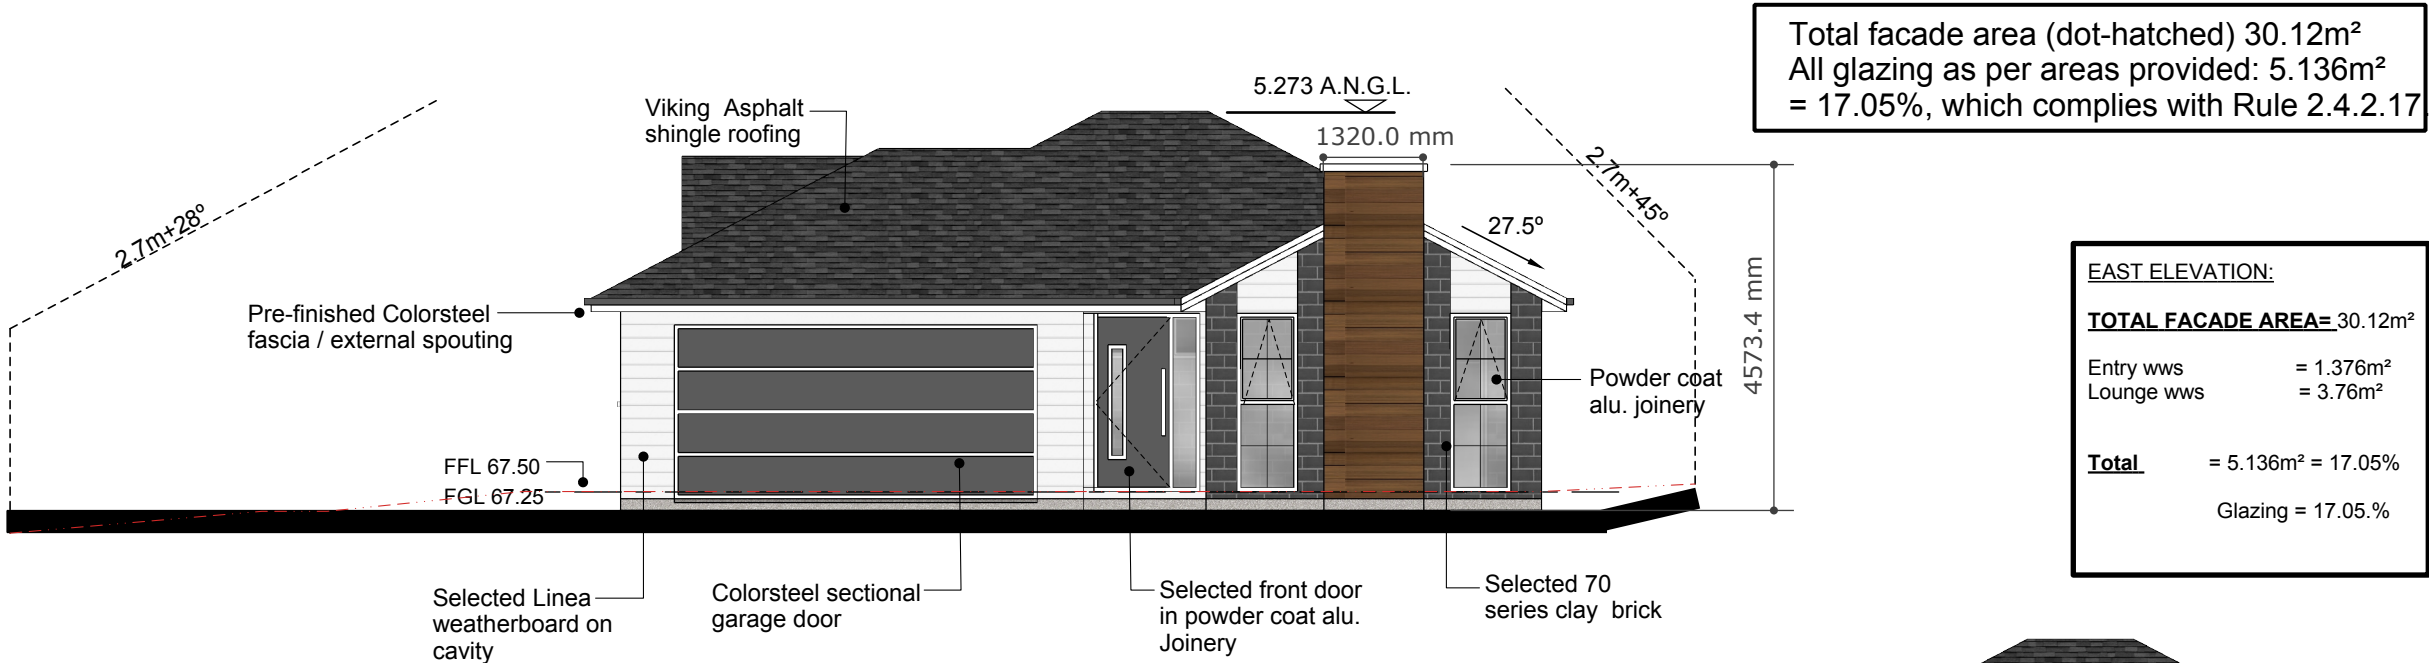 Total facade area (dot-hatched) 30.12m²
All glazing as per areas provided: 5.136m²
= 17.05%, which complies with Rule 2.4.2.17
5.273 A.N.G.L.
1320.0 mm
Viking Asphalt
shingle roofing
2.7m+28º
2.7m+45º
27.5º
4573.4 mm
Pre-finished Colorsteel
fascia / external spouting
Powder coat
alu. joinery
FFL 67.50
FGL 67.25
Selected Linea
weatherboard on
cavity
Colorsteel sectional
garage door
Selected front door
in powder coat alu.
Joinery
Selected 70
series clay brick
EAST ELEVATION:
TOTAL FACADE AREA= 30.12m²
Entry wws = 1.376m²
Lounge wws = 3.76m²
Total = 5.136m² = 17.05%
Glazing = 17.05.%